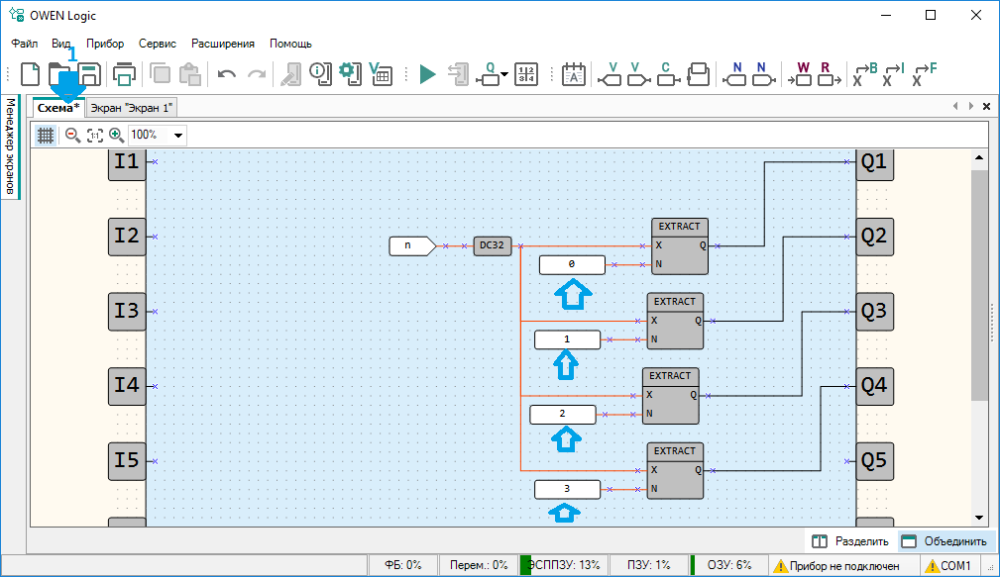 OWEN Logic
Файл Вид Прибор Сервис Расширения Помощь
1
Q V A V V C N N W R B I F
X X X
Схема* Экран "Экран 1"
Менеджер экранов
1:1 100%
I1 Q1
I2 n DC32 EXTRACT X Q N Q2
0
I3 EXTRACT X Q N Q3
1
I4 EXTRACT X Q N Q4
2
I5 EXTRACT X Q N Q5
3
Разделить Объединить
ФБ: 0% Перем.: 0% ЭСППЗУ: 13% ПЗУ: 1% ОЗУ: 6% Прибор не подключен COM1